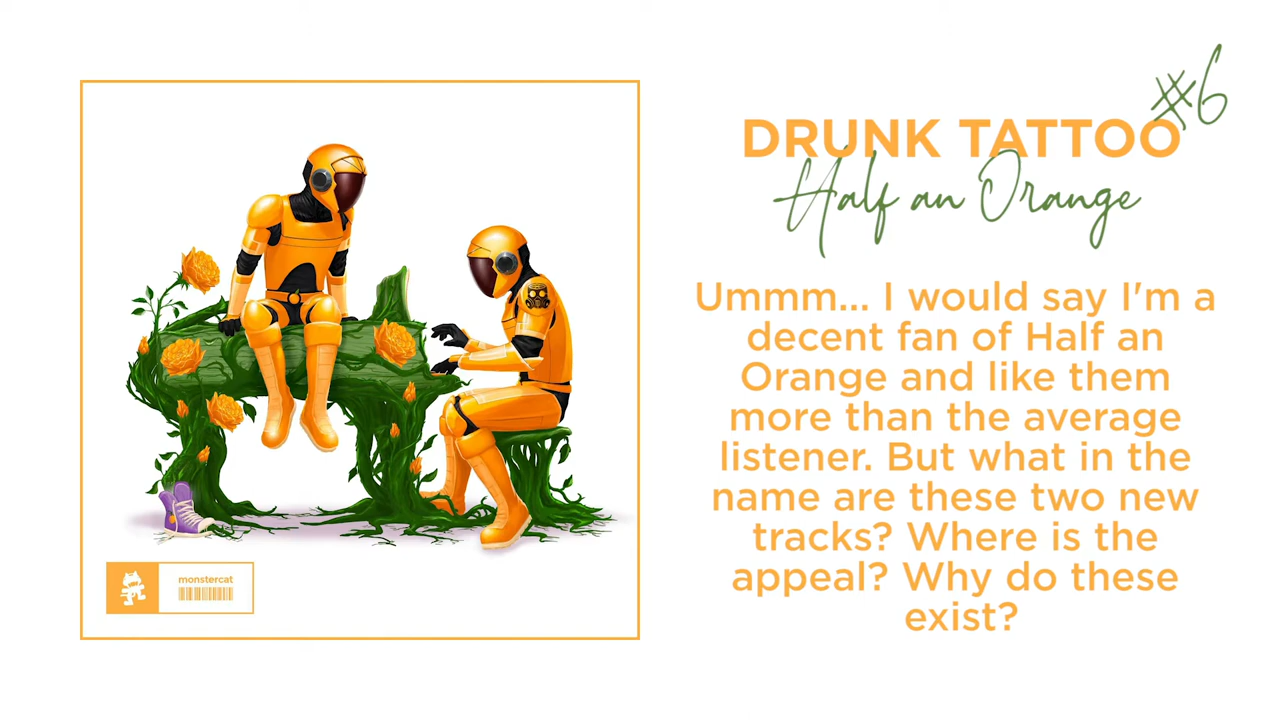 #6
DRUNK TATTOO
Half an Orange
Ummm... I would say I'm a
decent fan of Half an
Orange and like them
more than the average
listener. But what in the
name are these two new
tracks? Where is the
appeal? Why do these
exist?
monstercat